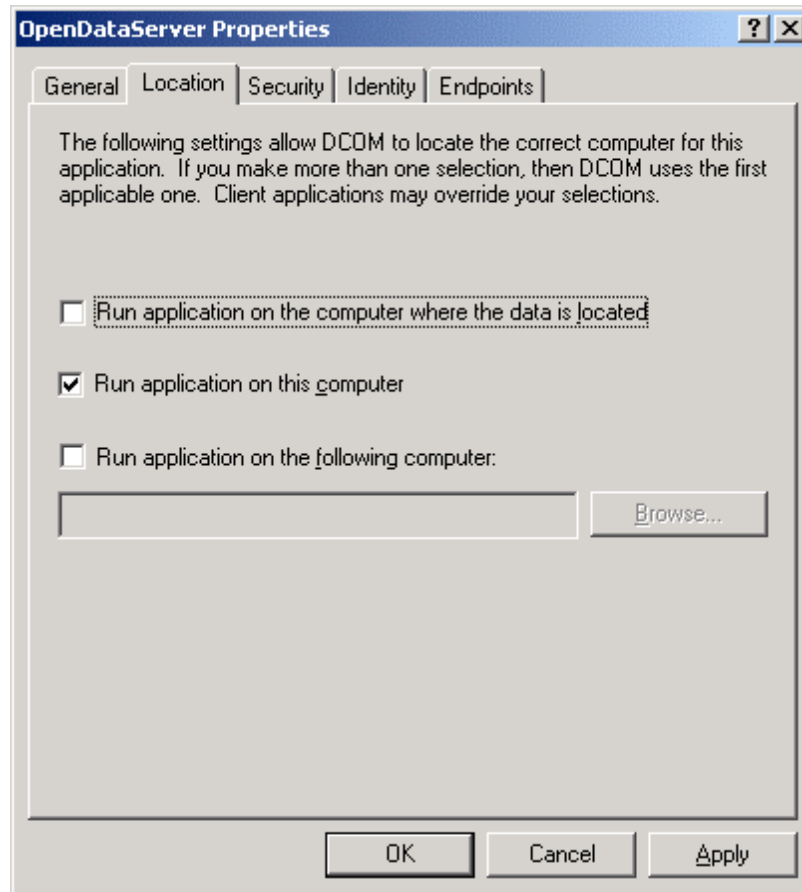 OpenDataServer Properties
General Location Security Identity Endpoints
The following settings allow DCOM to locate the correct computer for this
application. If you make more than one selection, then DCOM uses the first
applicable one. Client applications may override your selections.
Run application on the computer where the data is located
Run application on this computer
Run application on the following computer:
Browse...
OK Cancel Apply